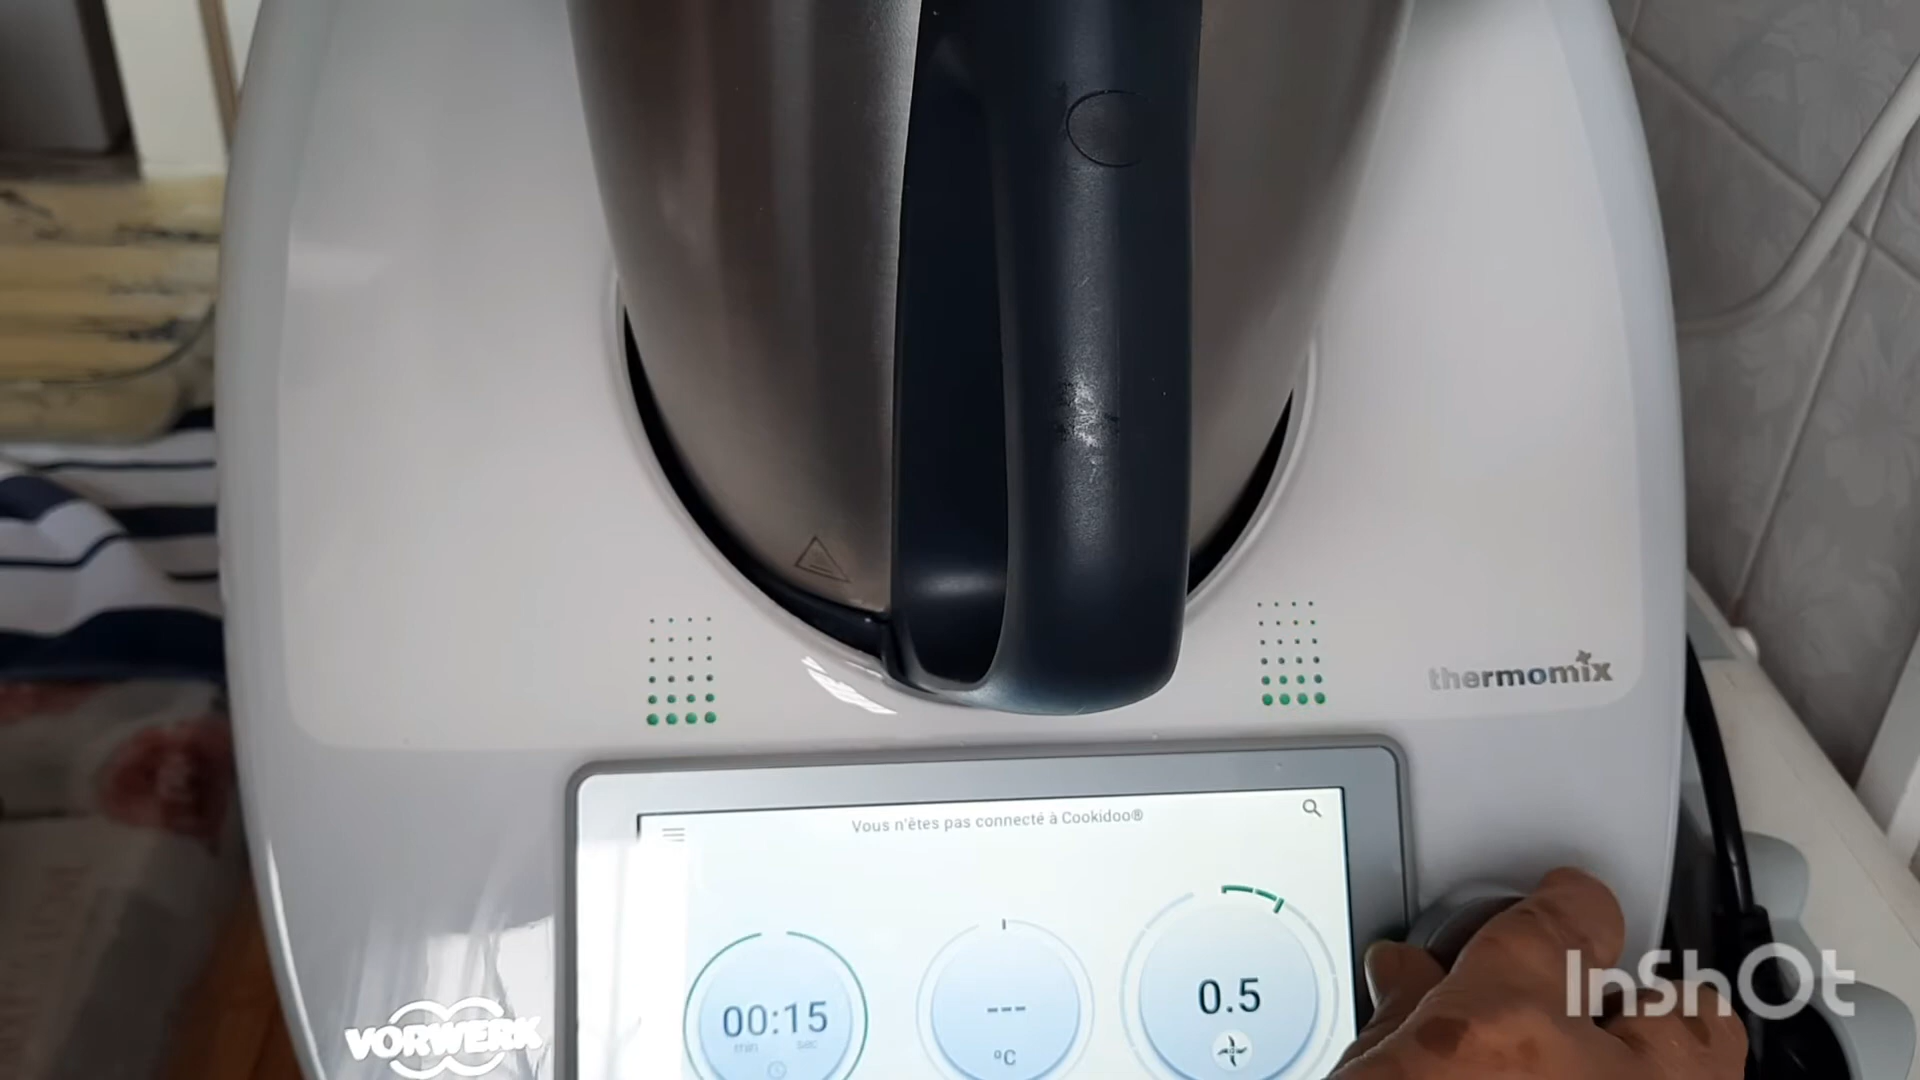 thermomix
Vous n'êtes pas connecté à Cookidoo®
00:15
min sec
---
°C
0.5
VORWERK
InShOt